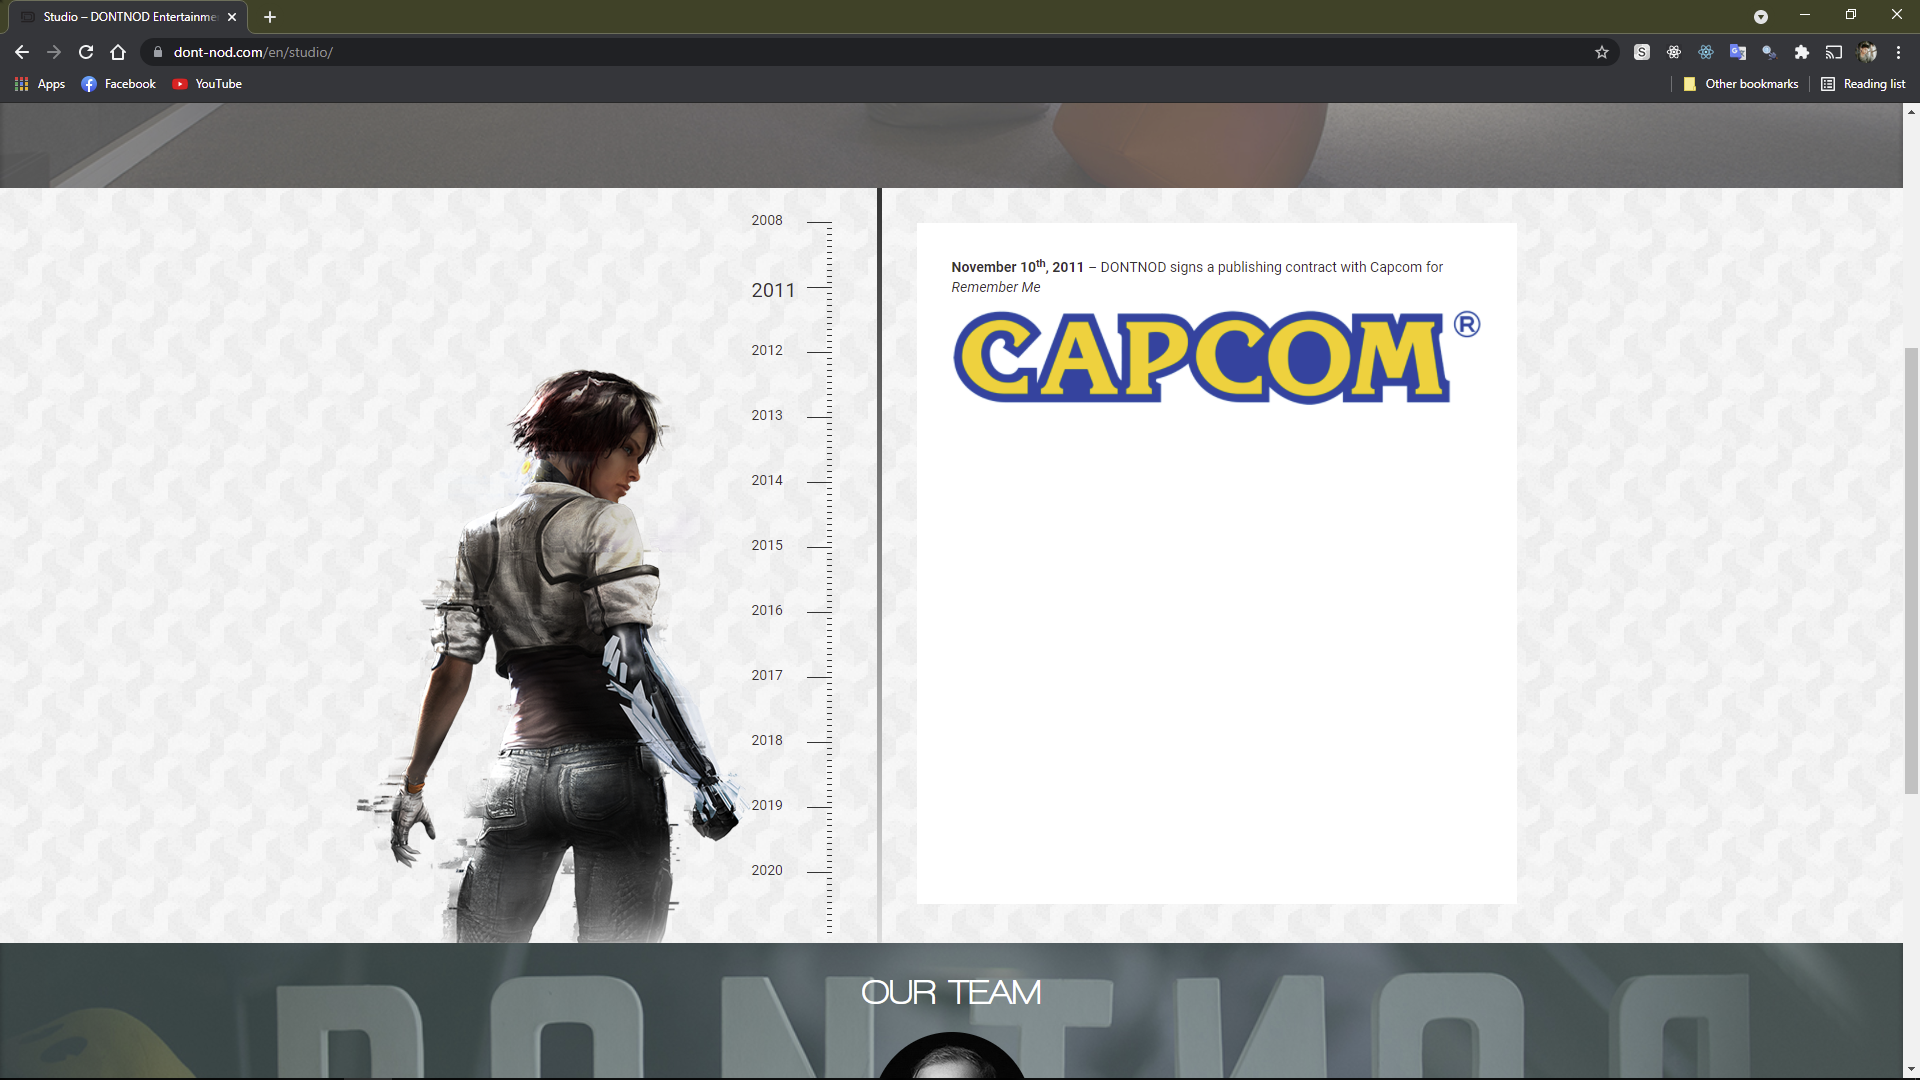 Studio – DONTNOD Entertainme
dont-nod.com/en/studio/
Apps
Facebook
YouTube
Other bookmarks
Reading list
2008
2011
2012
2013
2014
2015
2016
2017
2018
2019
2020
November 10th, 2011 – DONTNOD signs a publishing contract with Capcom for
Remember Me
CAPCOM®
OUR TEAM
DONTNOD